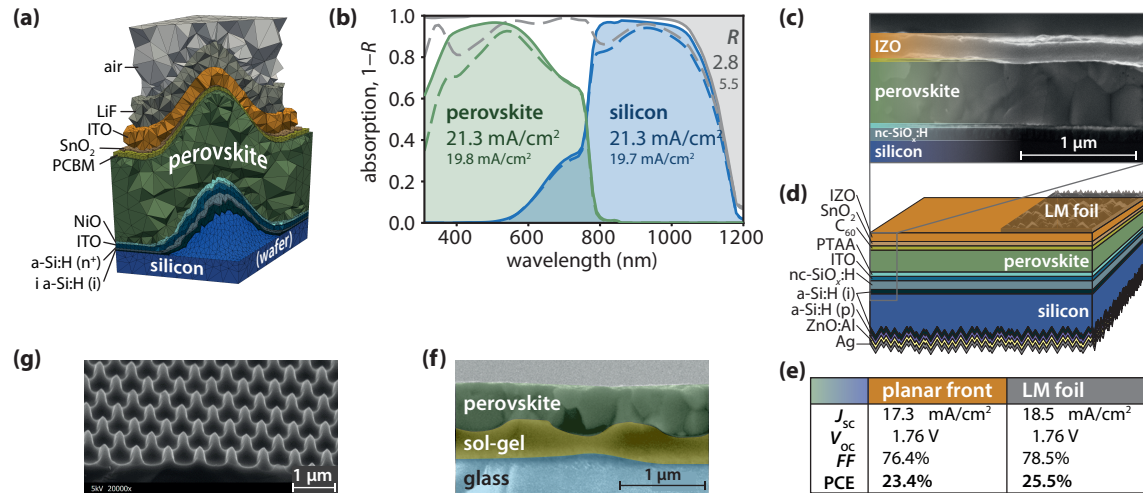 (a)
air
LiF
ITO
SnO₂
PCBM
perovskite
NiO
ITO
a-Si:H (n⁺)
i a-Si:H (i)
silicon
(wafer)
(b)
absorption, 1–R
1.0
0.8
0.6
0.4
0.2
0.0
400
600
800
1000
1200
wavelength (nm)
perovskite
21.3 mA/cm²
19.8 mA/cm²
silicon
21.3 mA/cm²
19.7 mA/cm²
R
2.8
5.5
(c)
IZO
perovskite
nc-SiOₓ:H
silicon
1 µm
(d)
IZO
SnO₂
C₆₀
PTAA
ITO
nc-SiOₓ:H
a-Si:H (i)
a-Si:H (p)
ZnO:Al
Ag
LM foil
perovskite
silicon
(g)
5kV 20000x
1 µm
(f)
perovskite
sol-gel
glass
1 µm
(e)
planar front LM foil
Jsc 17.3 mA/cm² 18.5 mA/cm²
Voc 1.76 V 1.76 V
FF 76.4% 78.5%
PCE 23.4% 25.5%